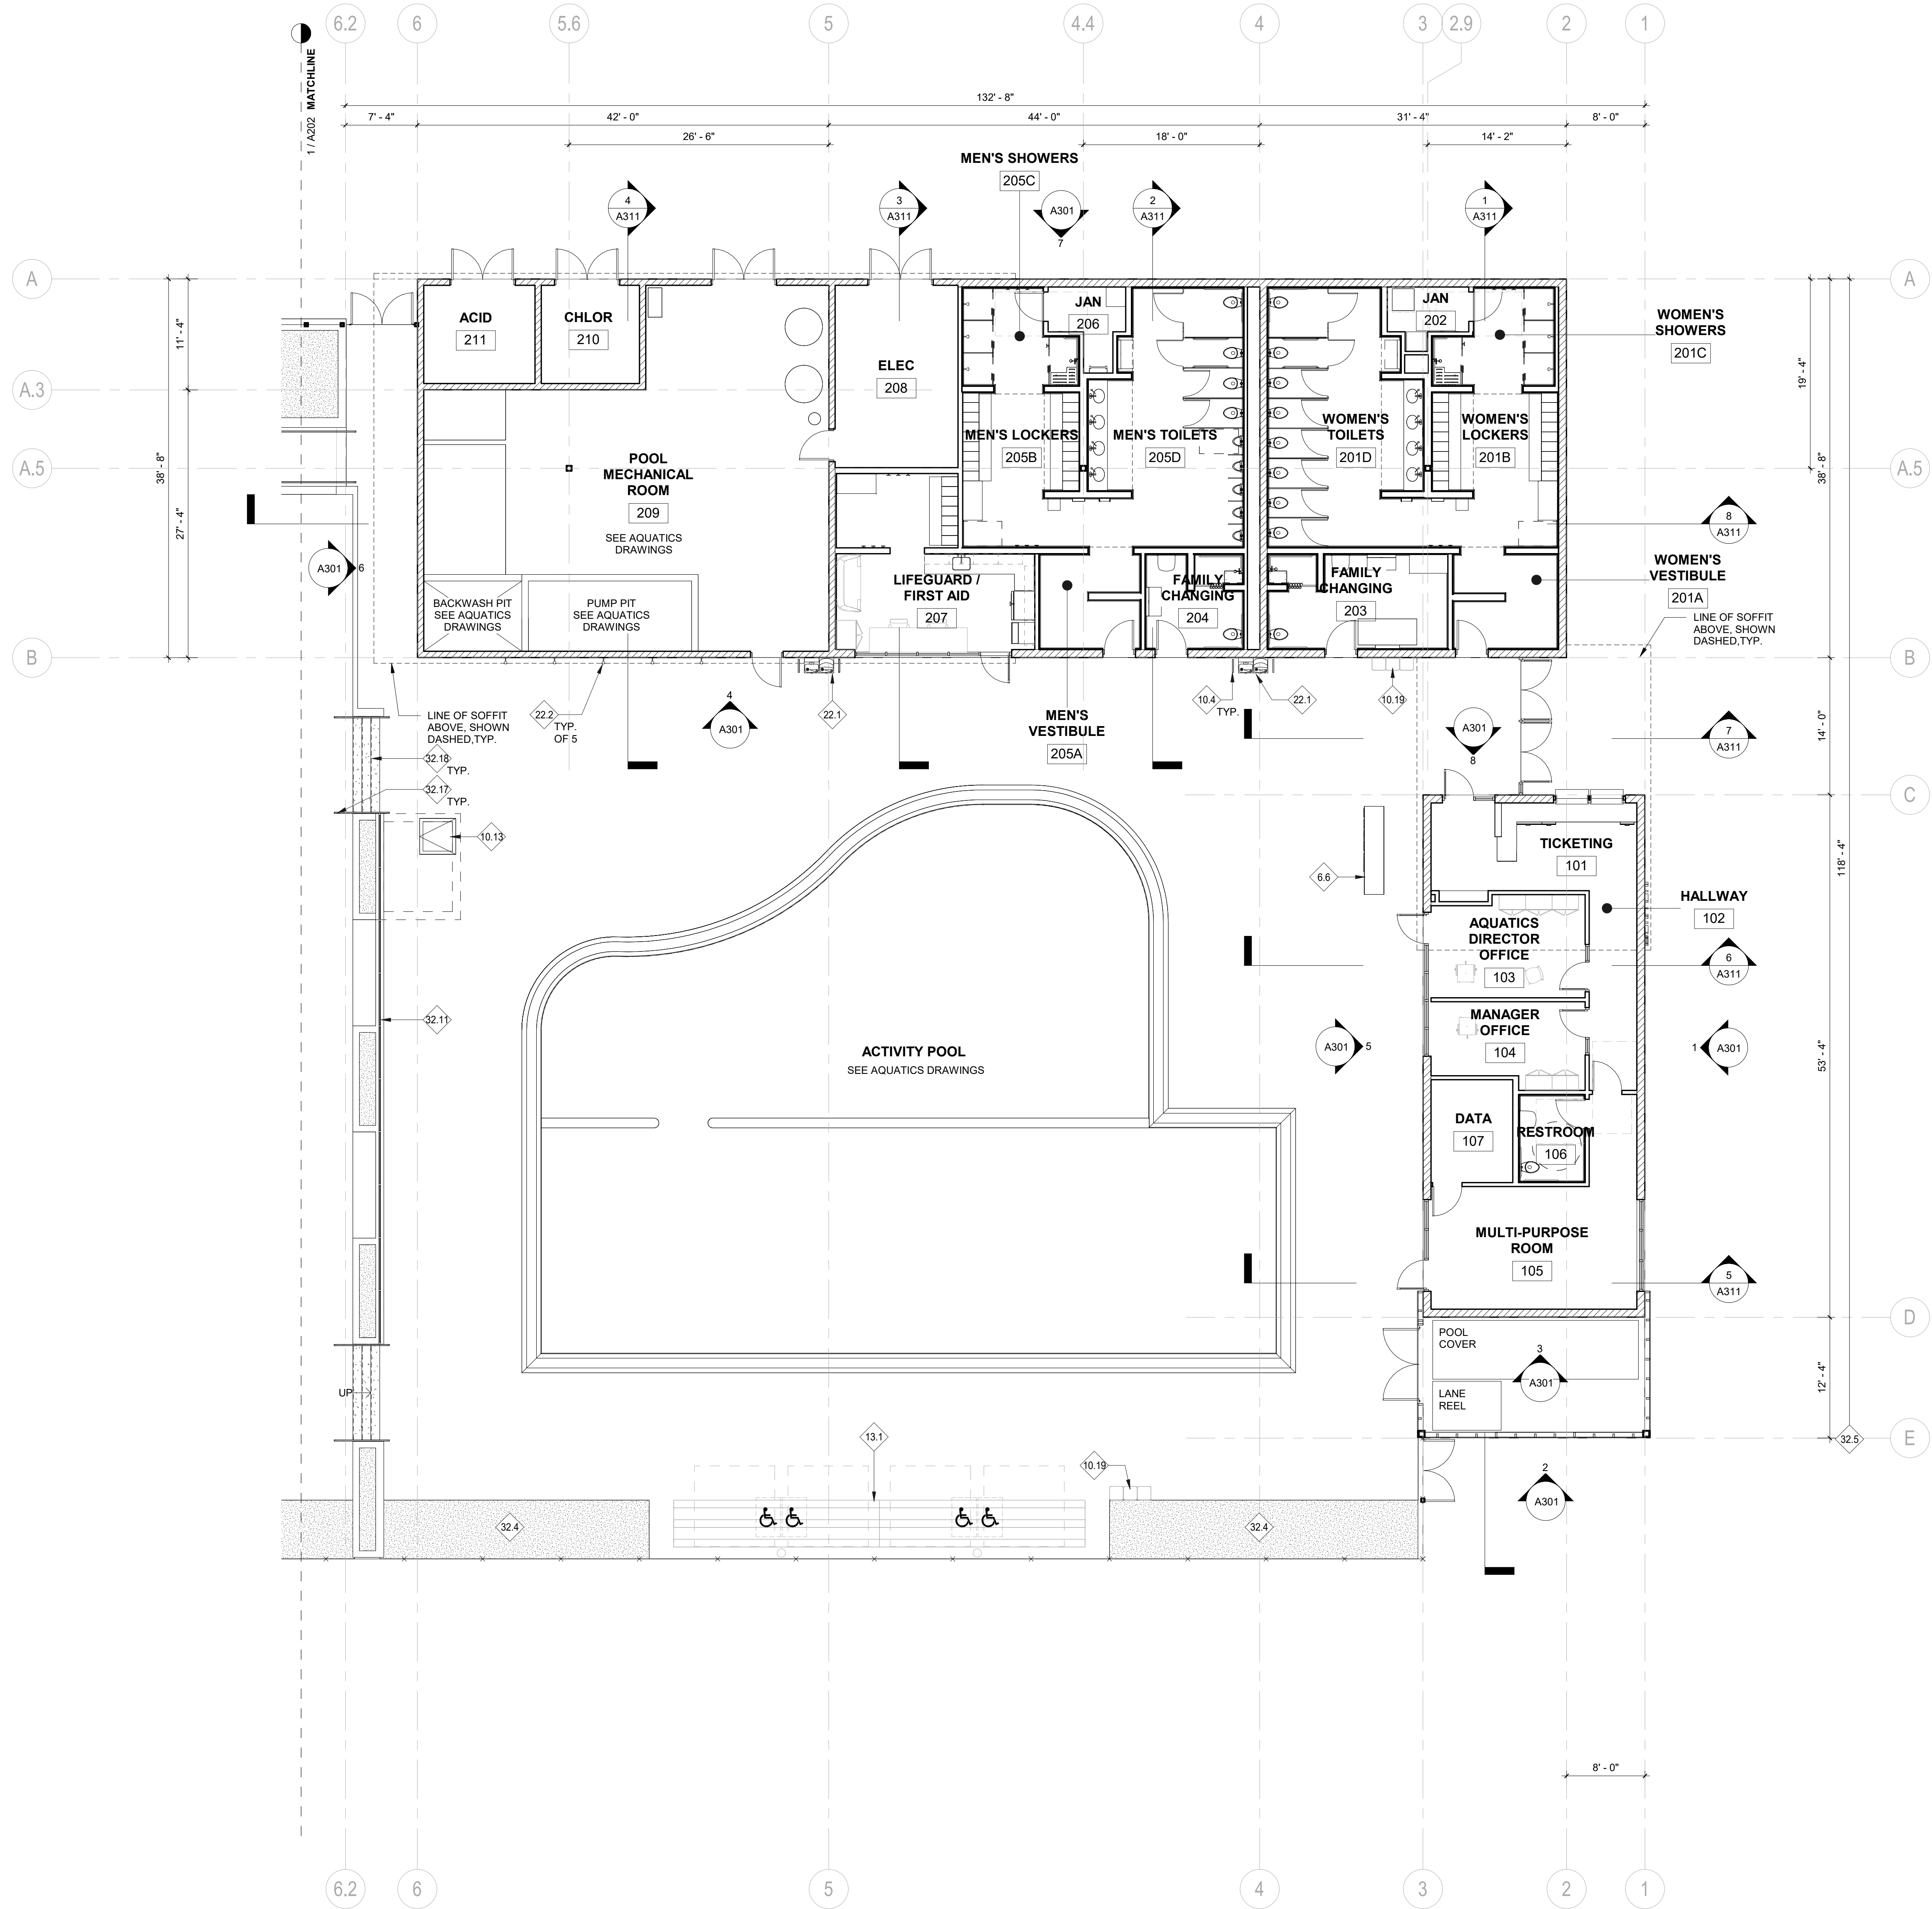 6.2 6 5.6 5 4.4 4 3 2.9 2 1
1 / A202 MATCHLINE
132' - 8"
7' - 4" 42' - 0" 44' - 0" 31' - 4" 8' - 0"
26' - 6" 18' - 0" 14' - 2"
MEN'S SHOWERS
205C
4
A311
3
A311
A301
7
2
A311
1
A311
A
A
JAN
206
JAN
202
WOMEN'S
SHOWERS
201C
ACID
211
CHLOR
210
11' - 4"
ELEC
208
19' - 4"
A.3
MEN'S LOCKERS
205B
MEN'S TOILETS
205D
WOMEN'S
TOILETS
201D
WOMEN'S
LOCKERS
201B
A.5
A.5
38' - 8"
38' - 8"
POOL
MECHANICAL
ROOM
209
SEE AQUATICS
DRAWINGS
27' - 4"
8
A311
A301
6
WOMEN'S
VESTIBULE
201A
LINE OF SOFFIT
ABOVE, SHOWN
DASHED,TYP.
BACKWASH PIT
SEE AQUATICS
DRAWINGS
PUMP PIT
SEE AQUATICS
DRAWINGS
LIFEGUARD /
FIRST AID
207
FAMILY
CHANGING
204
FAMILY
CHANGING
203
B
B
LINE OF SOFFIT
ABOVE, SHOWN
DASHED,TYP.
22.2
TYP.
OF 5
4
A301
22.1
MEN'S
VESTIBULE
205A
10.4
TYP.
22.1
10.19
A301
8
7
A311
14' - 0"
32.18
TYP.
32.17
TYP.
10.13
C
C
TICKETING
101
6.6
118' - 4"
HALLWAY
102
AQUATICS
DIRECTOR
OFFICE
103
6
A311
32.11
MANAGER
OFFICE
104
ACTIVITY POOL
SEE AQUATICS DRAWINGS
A301
5
1
A301
53' - 4"
DATA
107
RESTROOM
106
MULTI-PURPOSE
ROOM
105
5
A311
D
POOL
COVER
3
A301
LANE
REEL
12' - 4"
UP
13.1
10.19
E
32.5
2
A301
32.4
32.4
8' - 0"
6.2 6 5 4 3 2 1